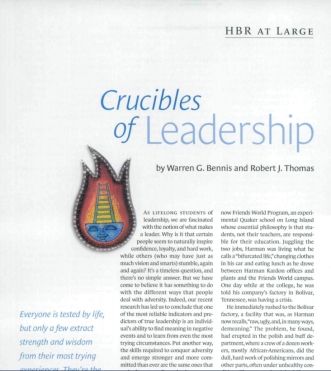 HBR AT LARGE
Crucibles
of Leadership
by Warren G. Bennis and Robert J. Thomas
AS LIFELONG STUDENTS of
leadership, we are fascinated
with the notion of what makes
a leader. Why is it that certain
people seem to naturally inspire
confidence, loyalty, and hard work,
while others (who may have just as
much vision and smarts) stumble, again
and again? It's a timeless question, and
there's no simple answer. But we have
come to believe it has something to do
with the different ways that people
deal with adversity. Indeed, our recent
research has led us to conclude that one
of the most reliable indicators and pre-
dictors of true leadership is an individ-
ual's ability to find meaning in negative
events and to learn from even the most
trying circumstances. Put another way,
the skills required to conquer adversity
and emerge stronger and more com-
mitted than ever are the same ones that
now Friends World Program, an experi-
mental Quaker school on Long Island
whose essential philosophy is that stu-
dents, not their teachers, are responsi-
ble for their education. Juggling the
two jobs, Harman was living what he
calls a "bifurcated life," changing clothes
in his car and eating lunch as he drove
between Harman Kardon offices and
plants and the Friends World campus.
One day while at the college, he was
told his company's factory in Bolivar,
Tennessee, was having a crisis.
He immediately rushed to the Bolivar
factory, a facility that was, as Harman
now recalls, "raw, ugly, and, in many ways,
demeaning." The problem, he found,
had erupted in the polish and buff de-
partment, where a crew of a dozen work-
ers, mostly African-Americans, did the
dull, hard work of polishing mirrors and
other parts, often under unhealthy con-
Everyone is tested by life,
but only a few extract
strength and wisdom
from their most trying
experiences. They're the